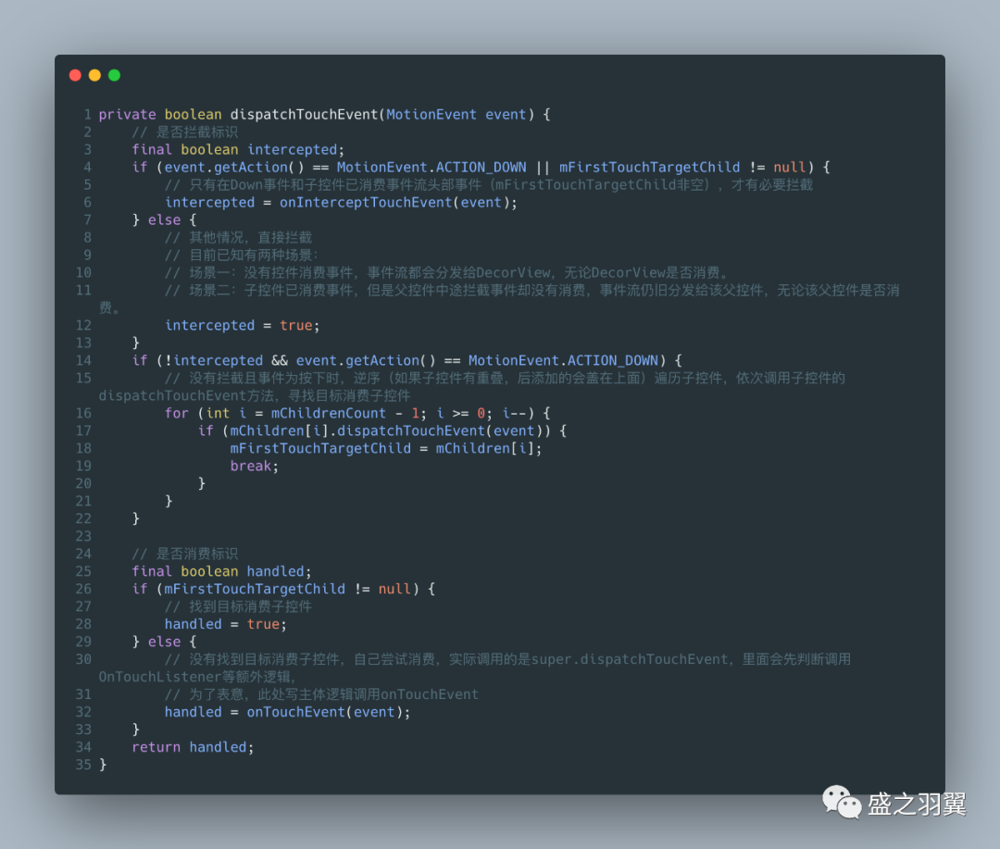 1 private boolean dispatchTouchEvent(MotionEvent event) {
2     // 是否拦截标识
3     final boolean intercepted;
4     if (event.getAction() == MotionEvent.ACTION_DOWN || mFirstTouchTargetChild != null) {
5         // 只有在Down事件和子控件已消费事件流头部事件（mFirstTouchTargetChild非空），才有必要拦截
6         intercepted = onInterceptTouchEvent(event);
7     } else {
8         // 其他情况，直接拦截
9         // 目前已知有两种场景：
10         // 场景一：没有控件消费事件，事件流都会分发给DecorView，无论DecorView是否消费。
11         // 场景二：子控件已消费事件，但是父控件中途拦截事件却没有消费，事件流仍旧分发给该父控件，无论该父控件是否消
费。
12         intercepted = true;
13     }
14     if (!intercepted && event.getAction() == MotionEvent.ACTION_DOWN) {
15         // 没有拦截且事件为按下时，逆序（如果子控件有重叠，后添加的会盖在上面）遍历子控件，依次调用子控件的
dispatchTouchEvent方法，寻找目标消费子控件
16         for (int i = mChildrenCount - 1; i >= 0; i--) {
17             if (mChildren[i].dispatchTouchEvent(event)) {
18                 mFirstTouchTargetChild = mChildren[i];
19                 break;
20             }
21         }
22     }
23
24     // 是否消费标识
25     final boolean handled;
26     if (mFirstTouchTargetChild != null) {
27         // 找到目标消费子控件
28         handled = true;
29     } else {
30         // 没有找到目标消费子控件，自己尝试消费，实际调用的是super.dispatchTouchEvent，里面会先判断调用
OnTouchListener等额外逻辑，
31         // 为了表意，此处写主体逻辑调用onTouchEvent
32         handled = onTouchEvent(event);
33     }
34     return handled;
35 }
盛之羽翼